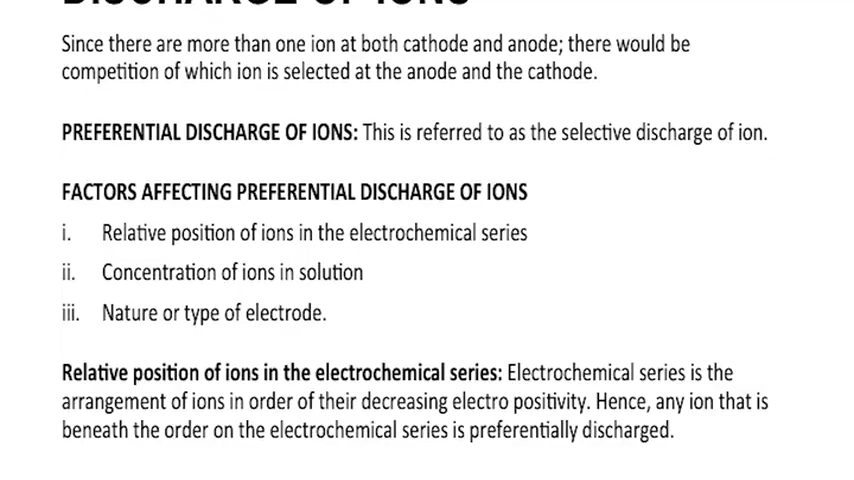 DISCHARGE OF IONS
Since there are more than one ion at both cathode and anode; there would be
competition of which ion is selected at the anode and the cathode.
PREFERENTIAL DISCHARGE OF IONS: This is referred to as the selective discharge of ion.
FACTORS AFFECTING PREFERENTIAL DISCHARGE OF IONS
i. Relative position of ions in the electrochemical series
ii. Concentration of ions in solution
iii. Nature or type of electrode.
Relative position of ions in the electrochemical series: Electrochemical series is the
arrangement of ions in order of their decreasing electro positivity. Hence, any ion that is
beneath the order on the electrochemical series is preferentially discharged.